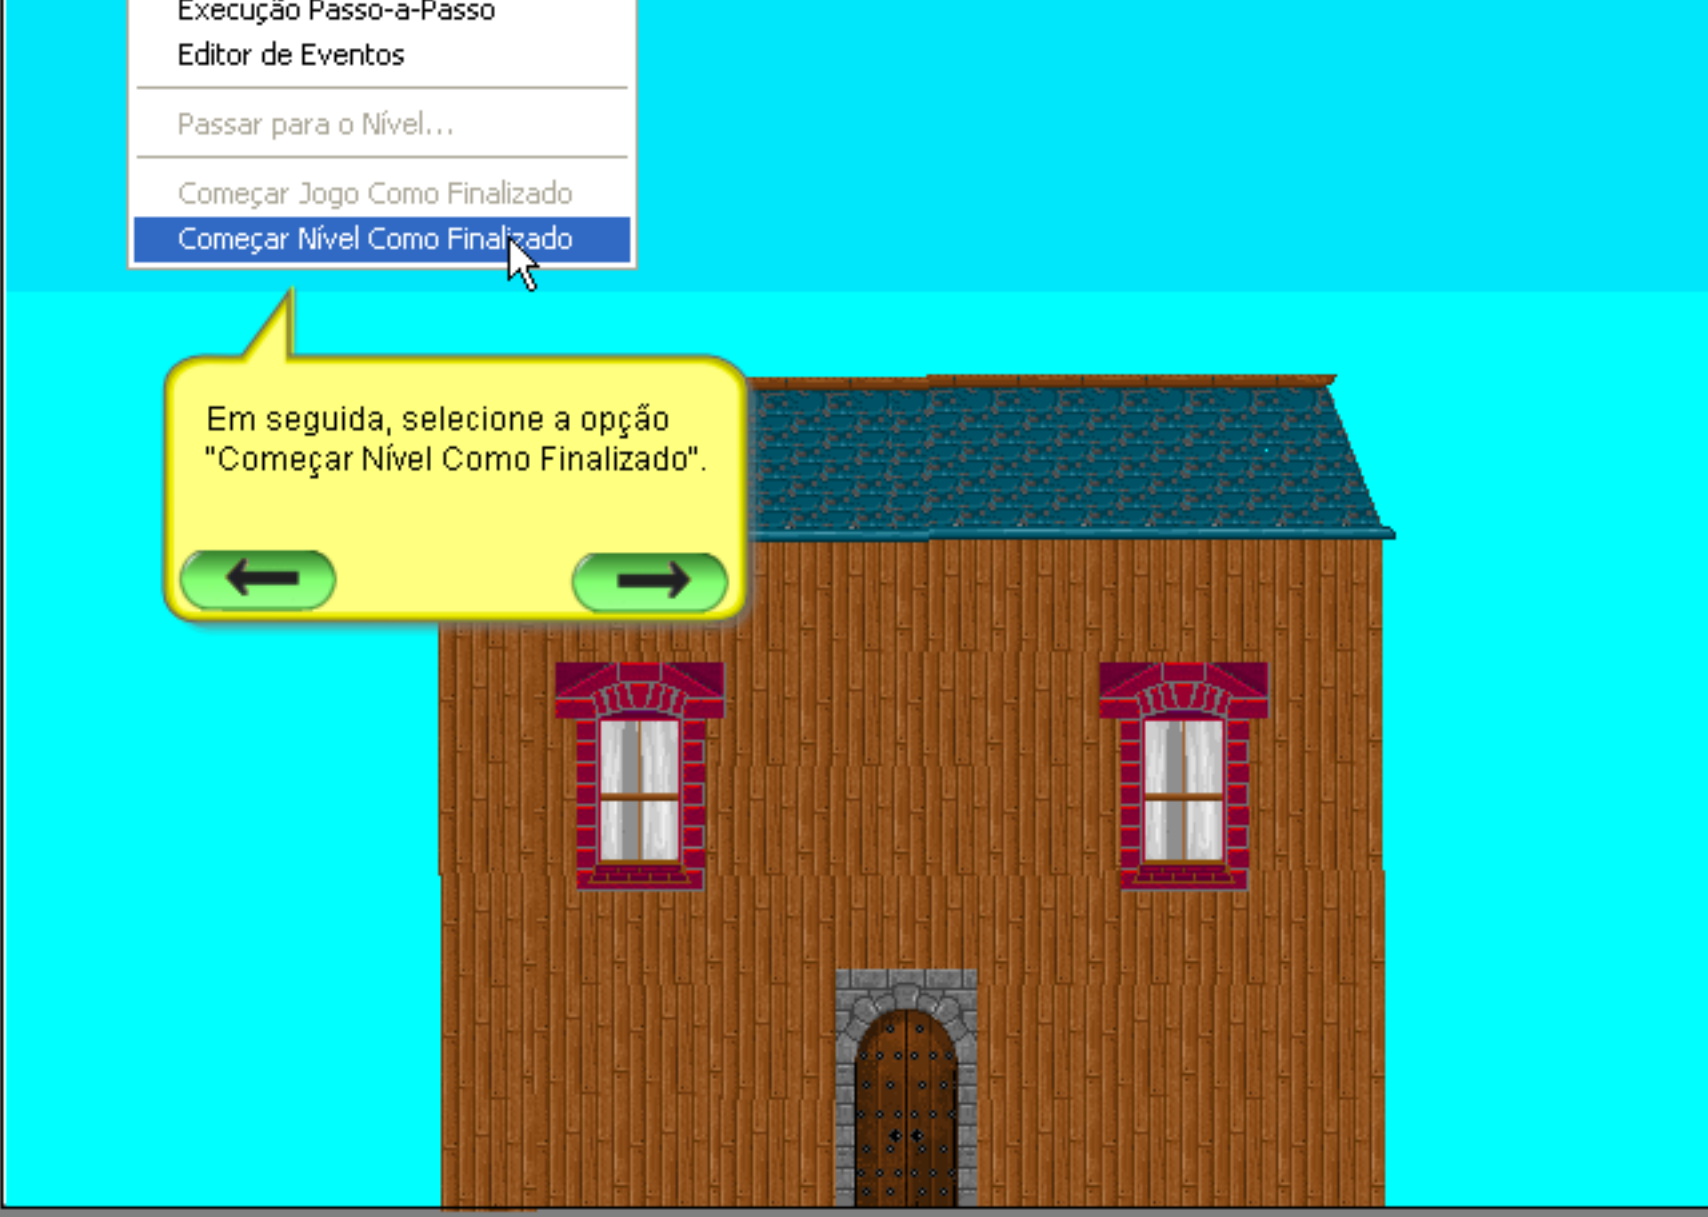 Execução Passo-a-Passo
Editor de Eventos
Passar para o Nível...
Começar Jogo Como Finalizado
Começar Nível Como Finalizado
Em seguida, selecione a opção
"Começar Nível Como Finalizado".